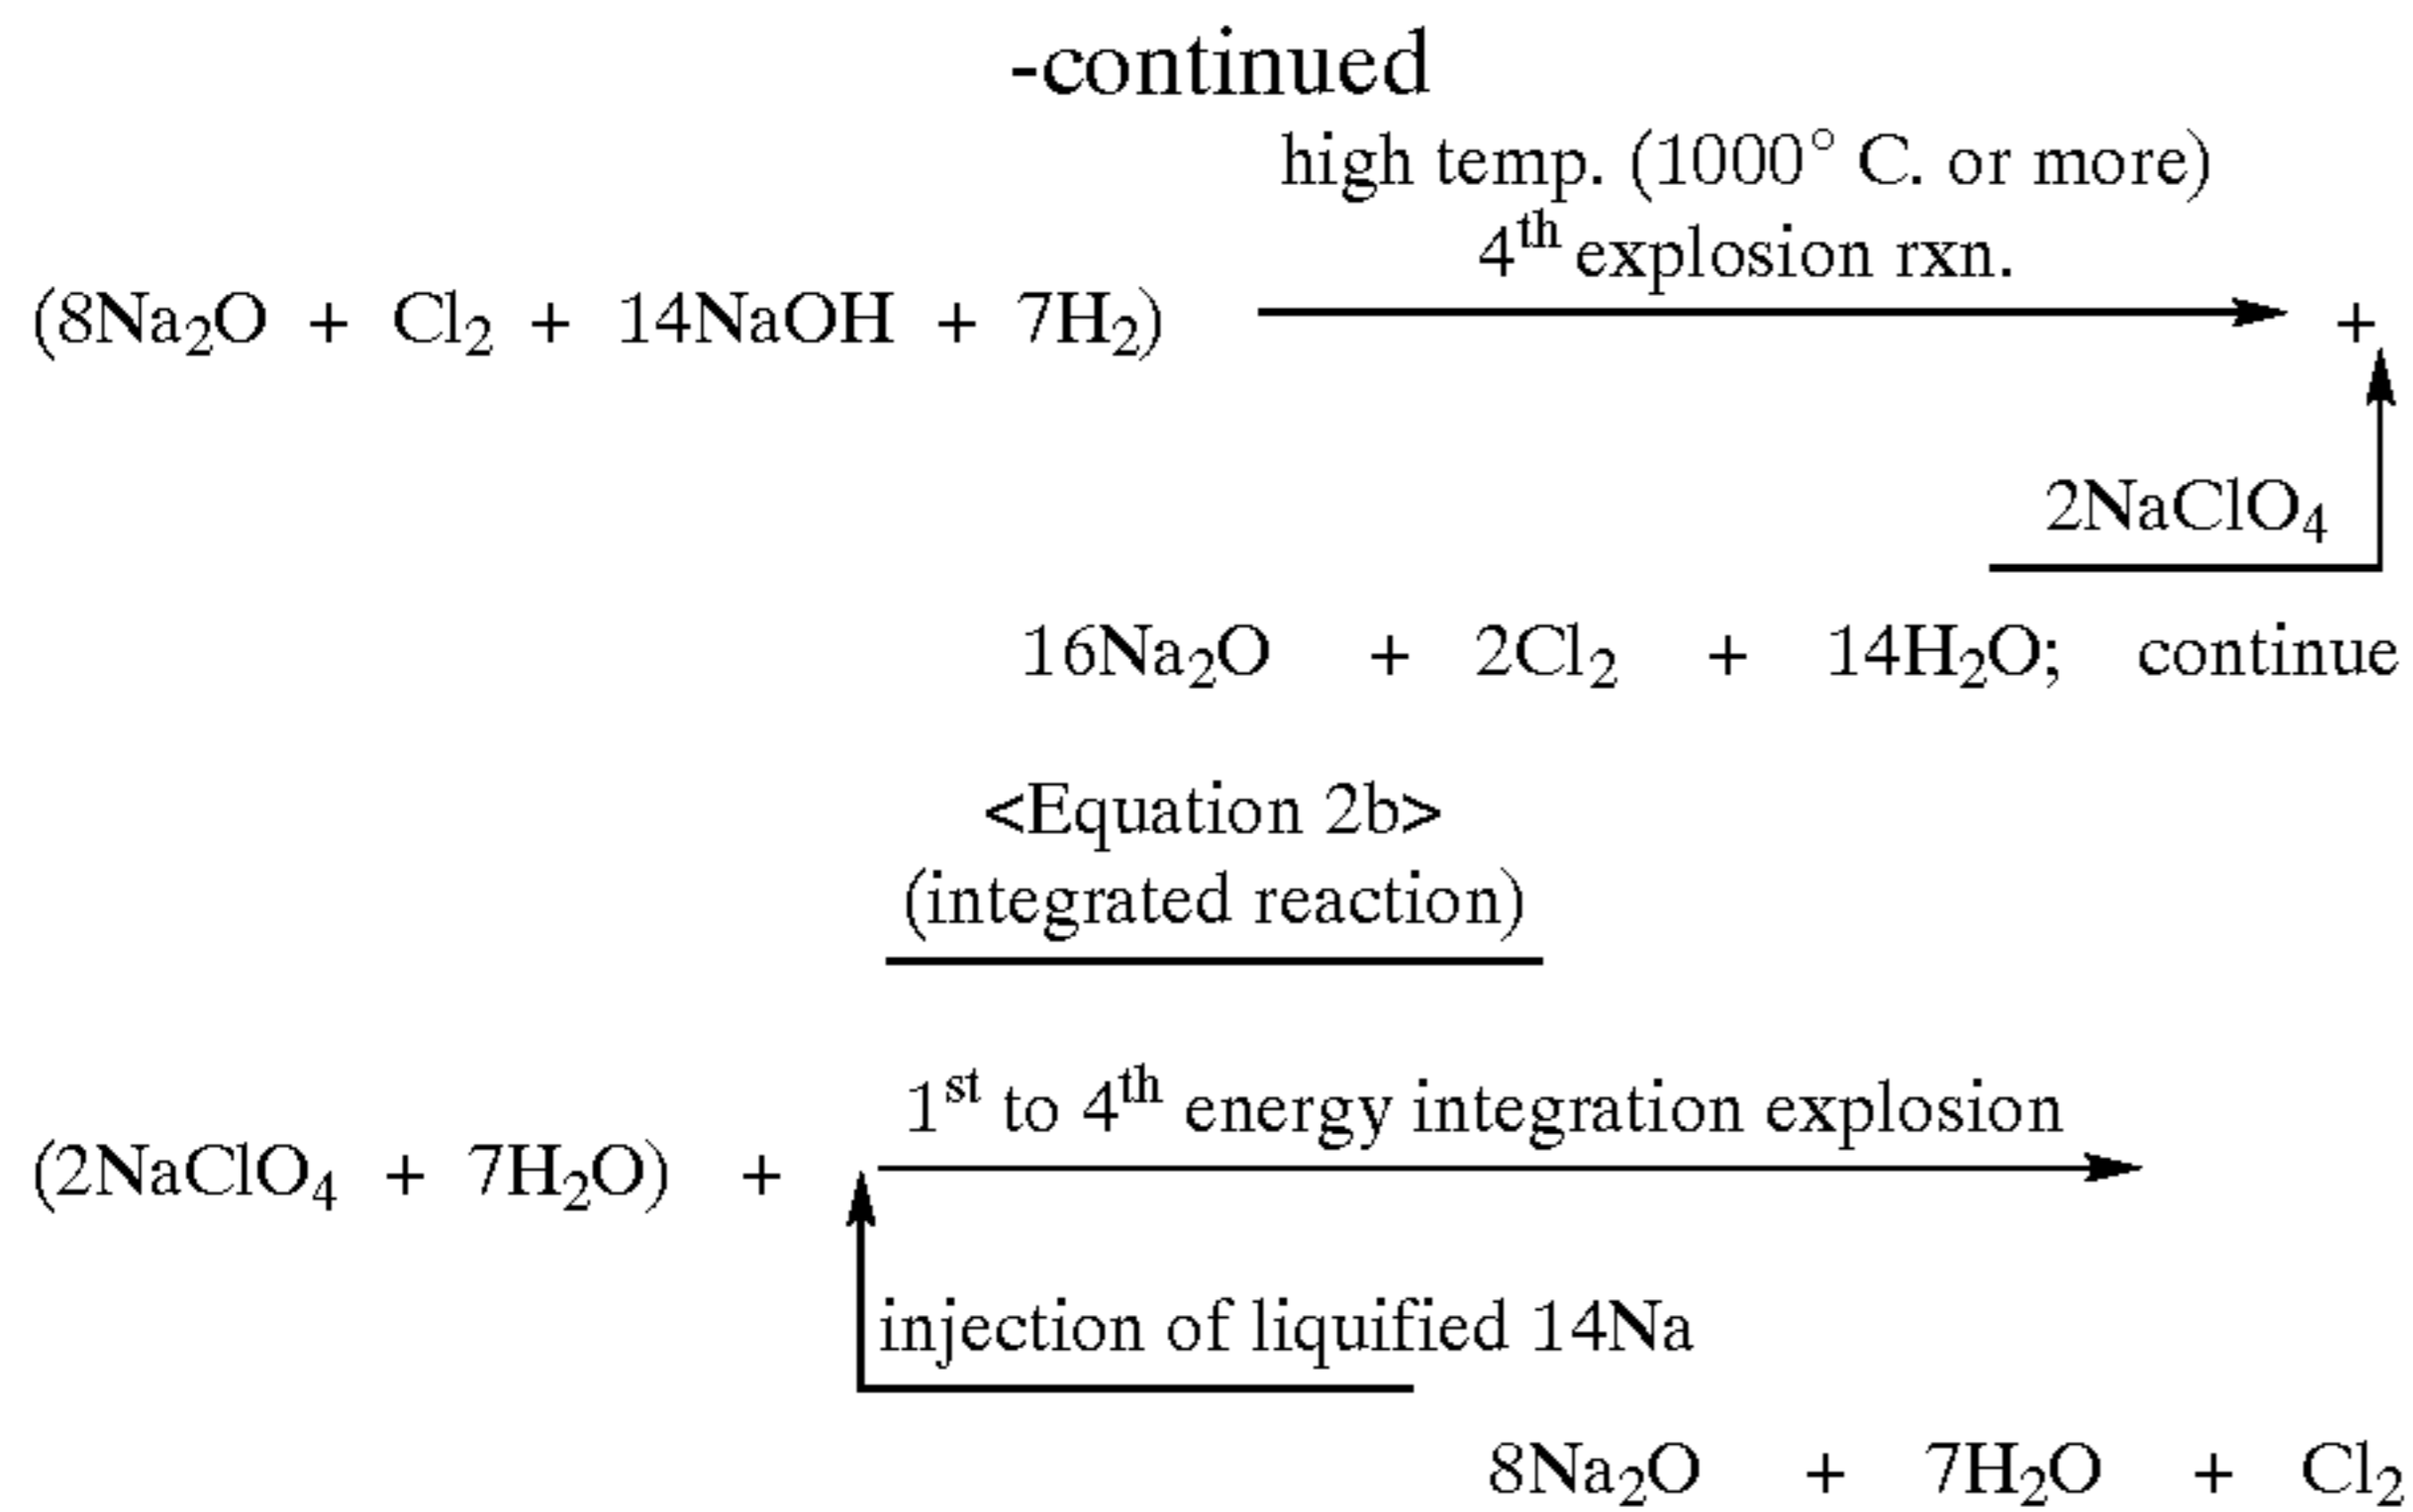 -continued
high temp. (1000° C. or more)
4th explosion rxn.
(8Na₂O + Cl₂ + 14NaOH + 7H₂) +
2NaClO₄
16Na₂O + 2Cl₂ + 14H₂O; continue
<Equation 2b>
(integrated reaction)
1st to 4th energy integration explosion
(2NaClO₄ + 7H₂O) +
injection of liquified 14Na
8Na₂O + 7H₂O + Cl₂